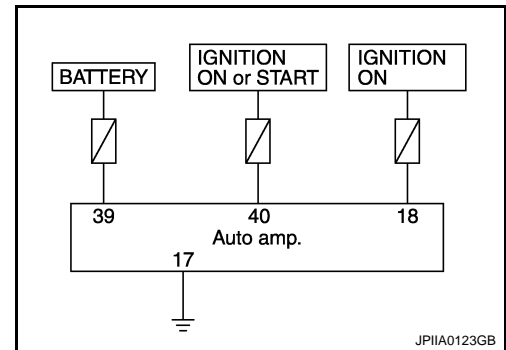 BATTERY
IGNITION
ON or START
IGNITION
ON
39
40
18
Auto amp.
17
JPIIA0123GB